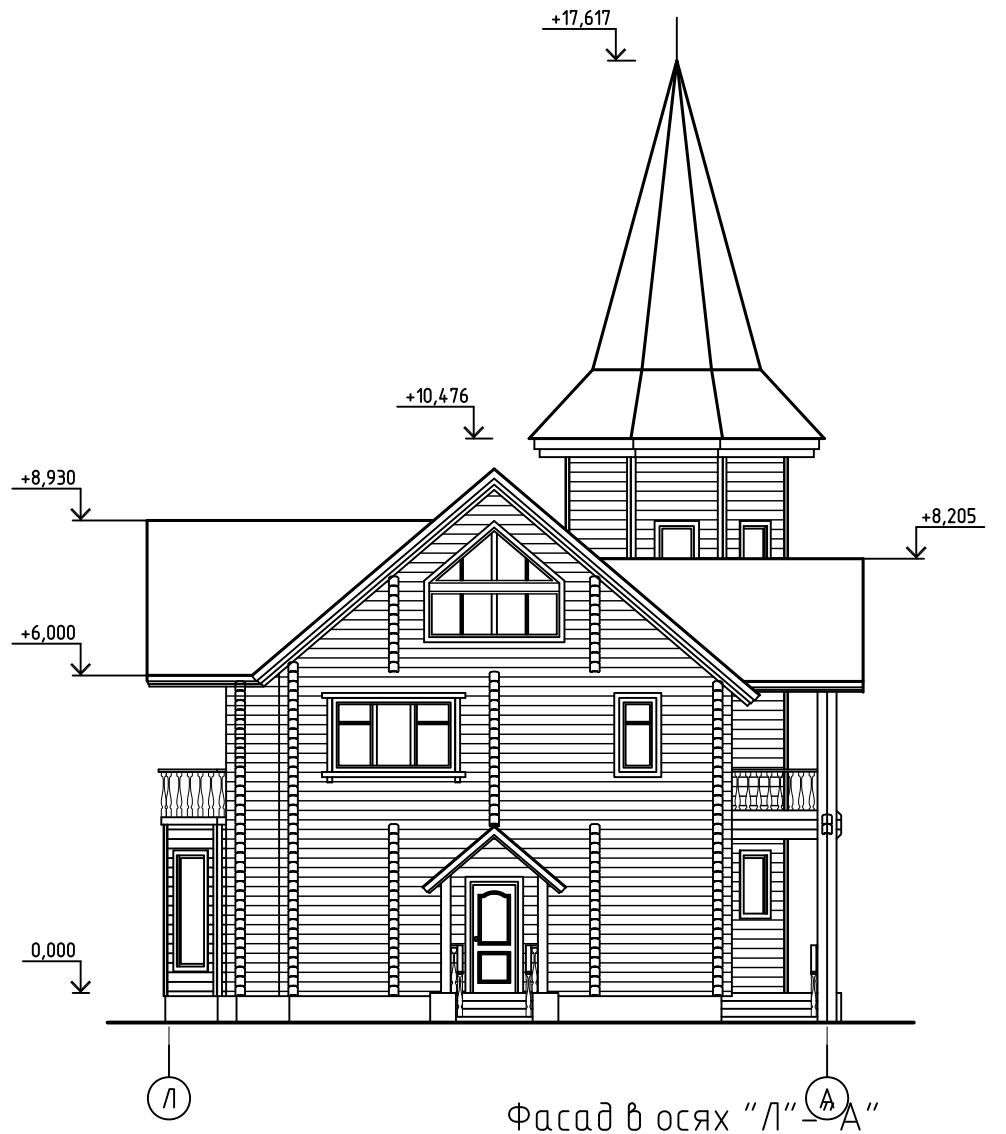 +17,617
+10,476
+8,930
+8,205
+6,000
0,000
Л
А
Фасад в осях "Л"-"А"